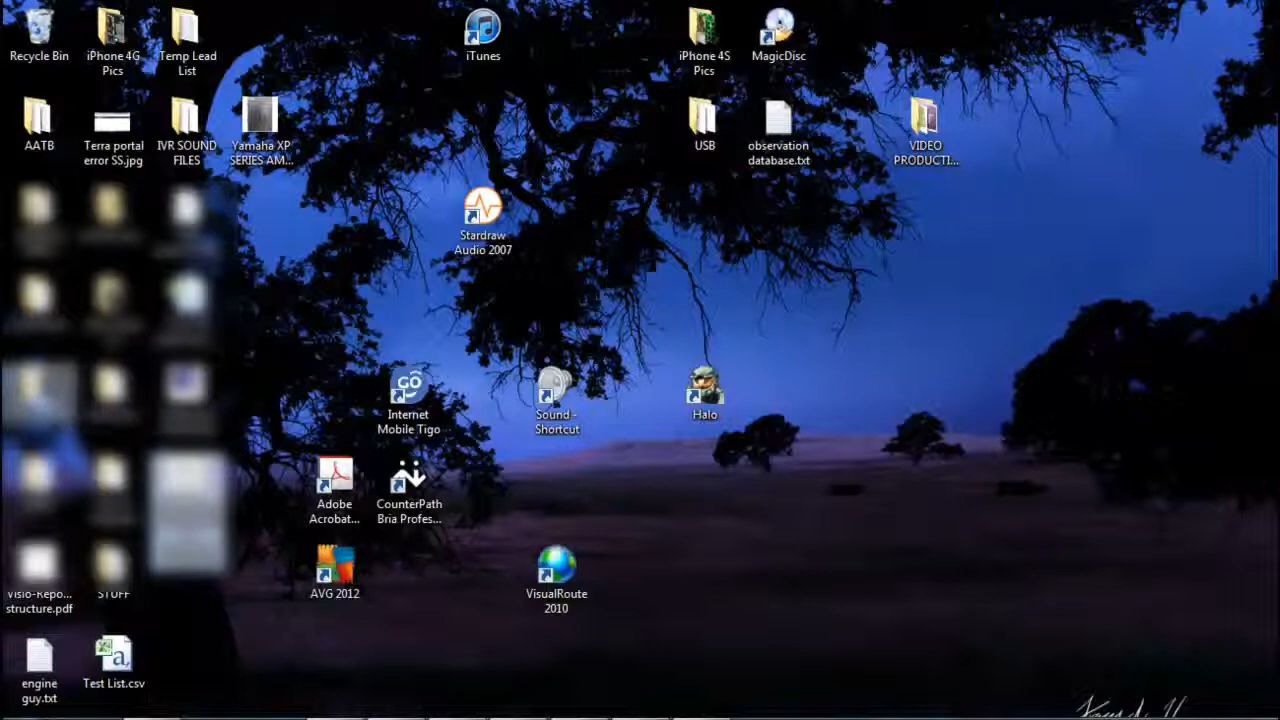 Recycle Bin
iPhone 4G
Pics
Temp Lead
List
iTunes
iPhone 4S
Pics
MagicDisc
AATB
Terra portal
error SS.jpg
IVR SOUND
FILES
Yamaha XP
SERIES AM...
USB
observation
database.txt
VIDEO
PRODUCTI...
Stardraw
Audio 2007
GO
Internet
Mobile Tigo
Sound -
Shortcut
Halo
Adobe
Acrobat...
CounterPath
Bria Profes...
AVG 2012
VisualRoute
2010
Visio-Repo...
structure.pdf
STUFF
engine
guy.txt
a,
Test List.csv